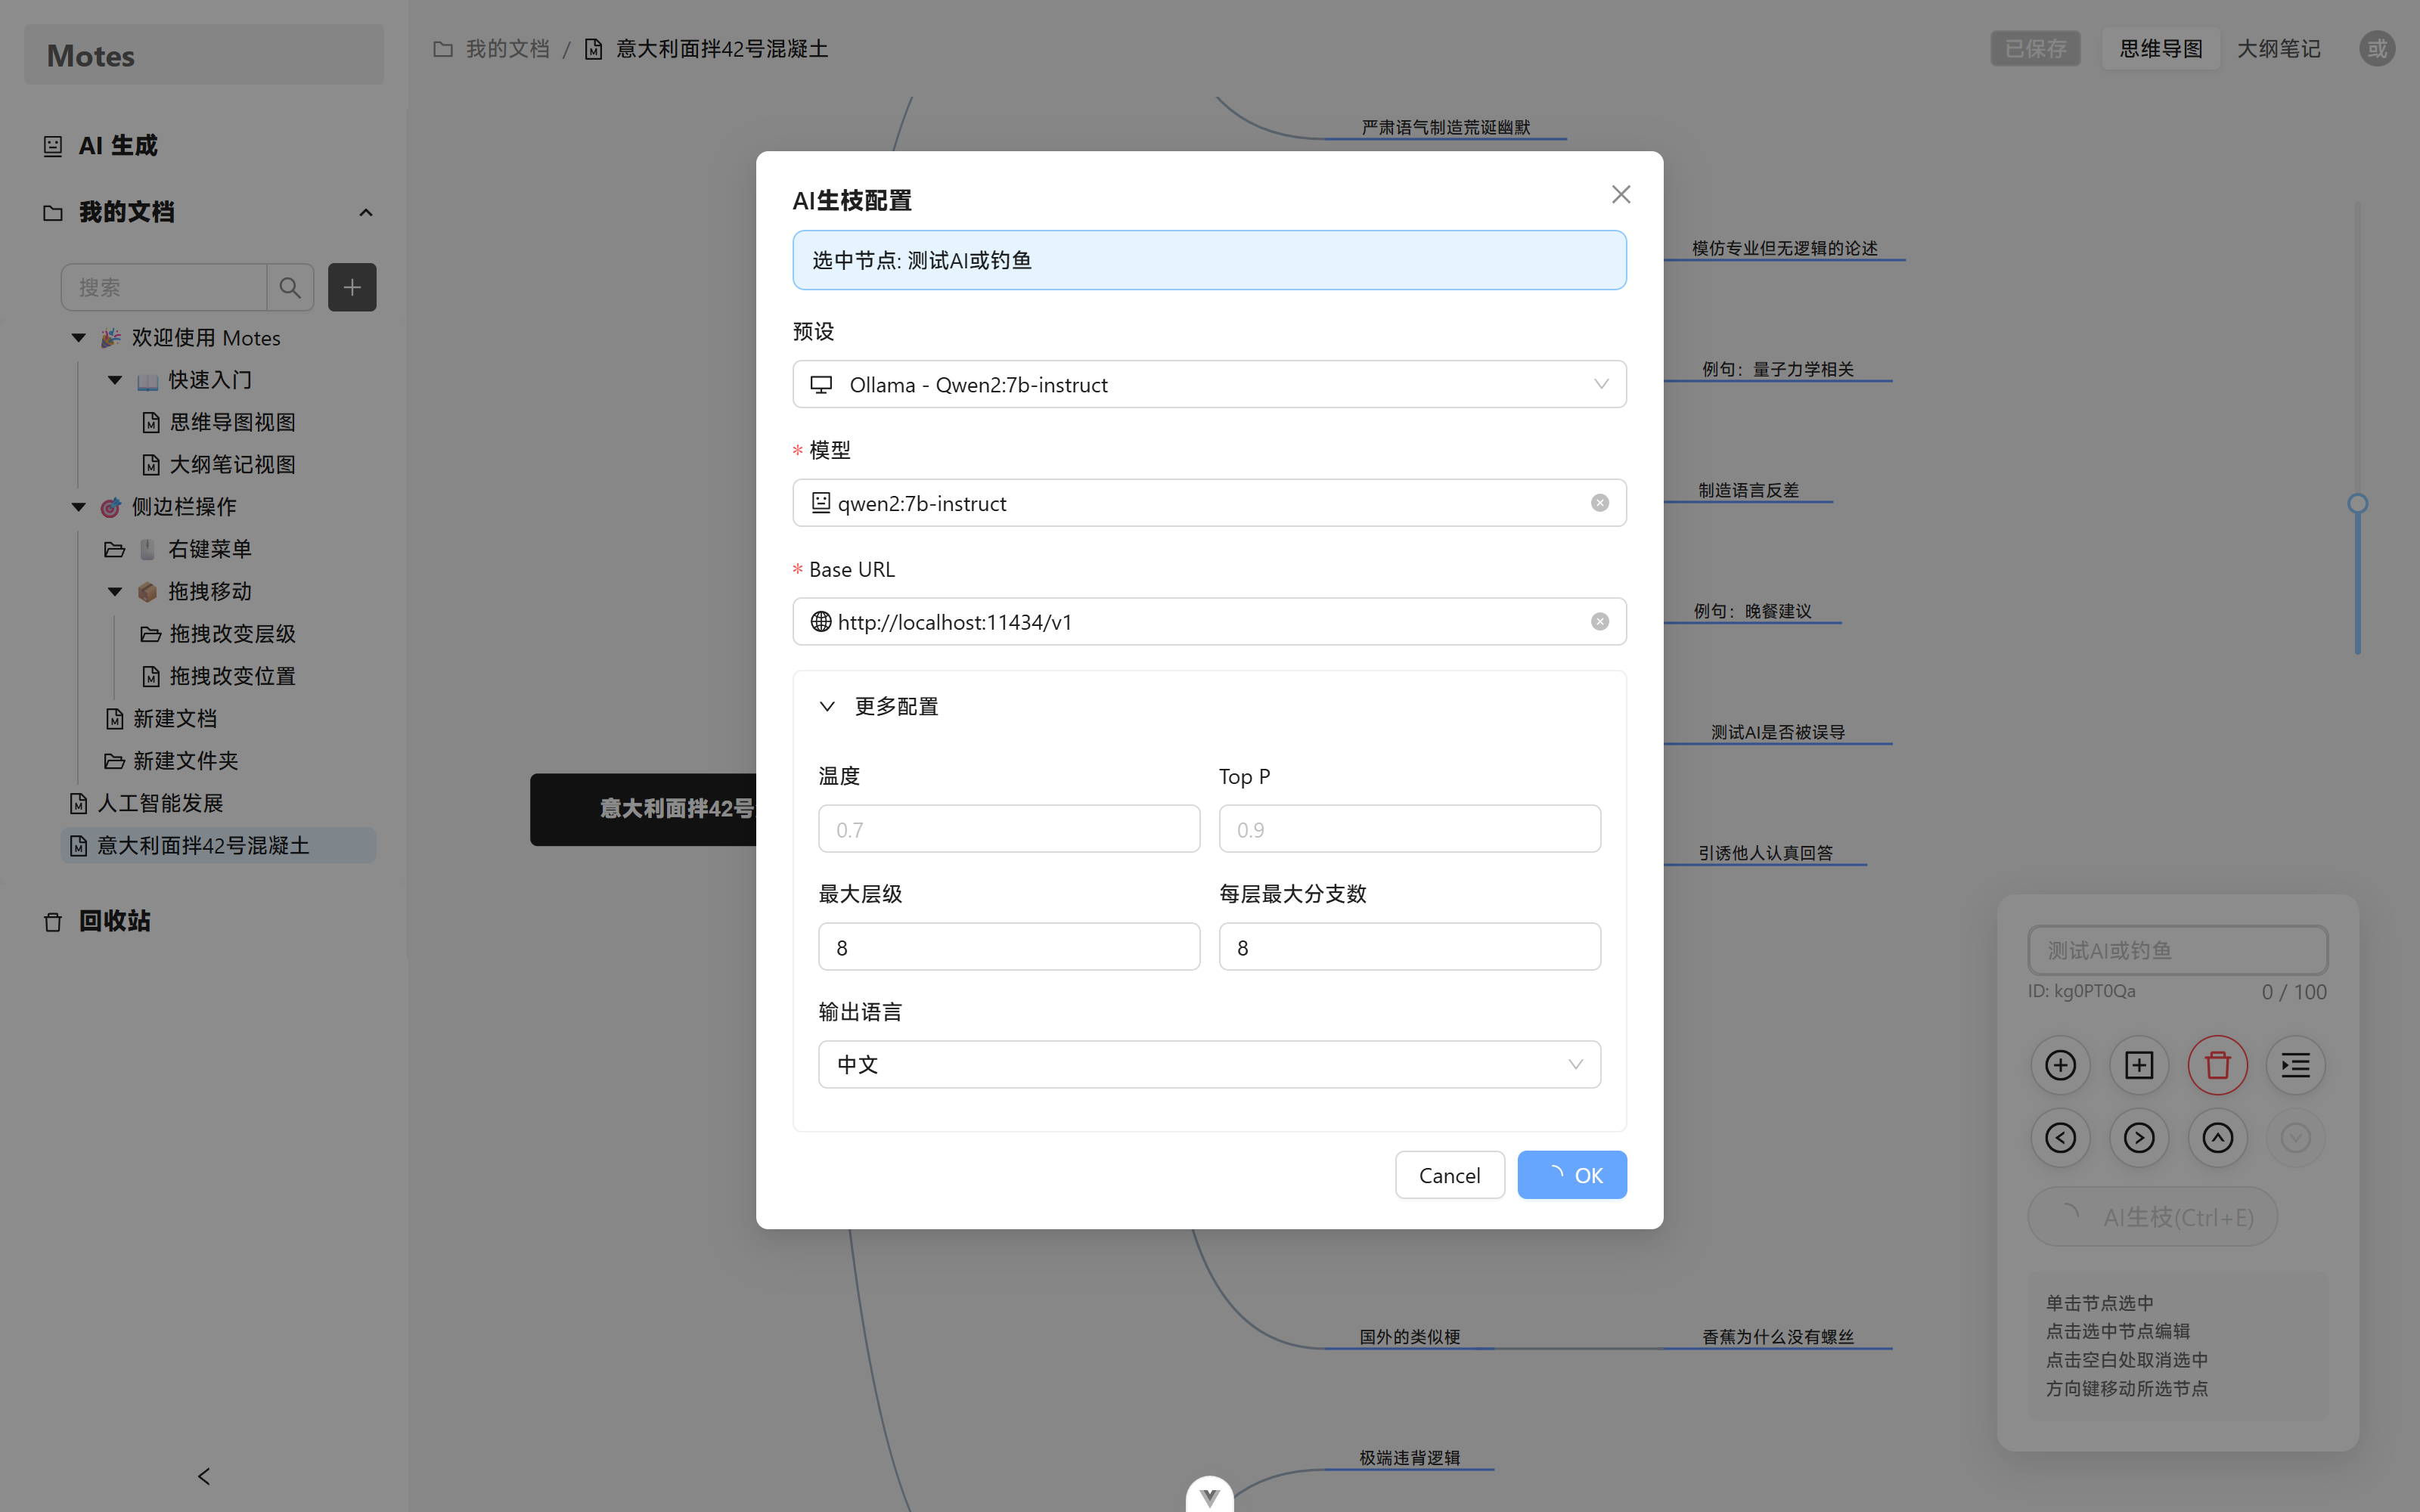 Motes
AI 生成
我的文档
搜索
🎉 欢迎使用 Motes
📖 快速入门
思维导图视图
大纲笔记视图
🎯 侧边栏操作
🖱️ 右键菜单
📦 拖拽移动
拖拽改变层级
拖拽改变位置
新建文档
新建文件夹
人工智能发展
意大利面拌42号混凝土
回收站
我的文档 / 意大利面拌42号混凝土
已保存
思维导图
大纲笔记
或
严肃语气制造荒诞幽默
模仿专业但无逻辑的论述
例句：量子力学相关
制造语言反差
例句：晚餐建议
测试AI是否被误导
意大利面拌42号
引诱他人认真回答
国外的类似梗
香蕉为什么没有螺丝
极端违背逻辑
AI生枝配置
选中节点: 测试AI或钓鱼
预设
Ollama - Qwen2:7b-instruct
* 模型
qwen2:7b-instruct
* Base URL
http://localhost:11434/v1
更多配置
温度
Top P
0.7
0.9
最大层级
每层最大分支数
8
8
输出语言
中文
Cancel
OK
测试AI或钓鱼
ID: kg0PT0Qa
0 / 100
AI生枝(Ctrl+E)
单击节点选中
点击选中节点编辑
点击空白处取消选中
方向键移动所选节点